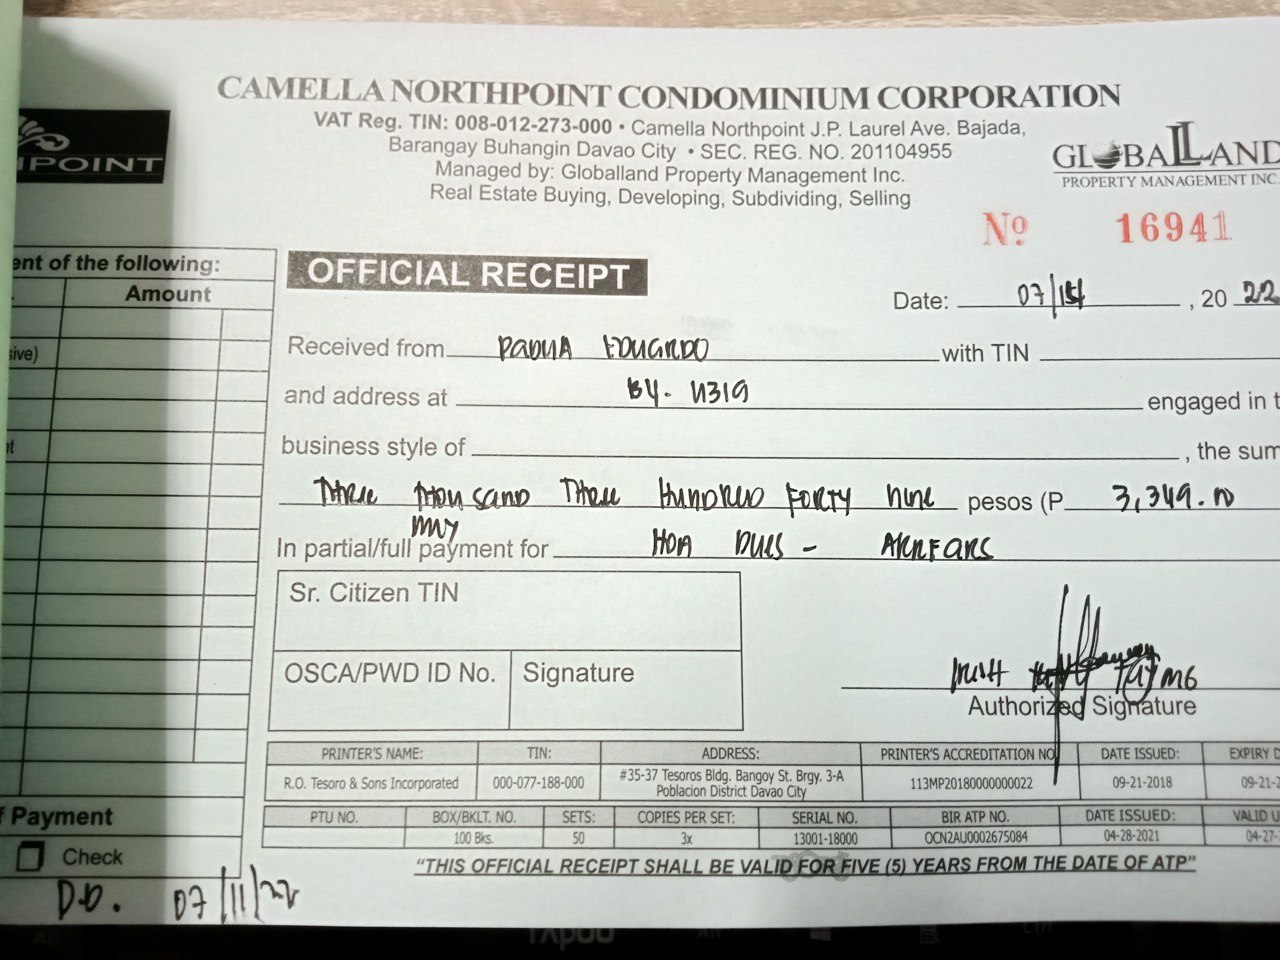 CAMELLA NORTHPOINT CONDOMINIUM CORPORATION
VAT Reg. TIN: 008-012-273-000 • Camella Northpoint J.P. Laurel Ave. Bajada,
Barangay Buhangin Davao City • SEC. REG. NO. 201104955
Managed by: Globalland Property Management Inc.
Real Estate Buying, Developing, Subdividing, Selling
GLOBALLAND
PROPERTY MANAGEMENT INC.
HPOINT
Nº 16941
ent of the following:
Amount
sive)
nt
f Payment
Check
D.D. 07/11/22
OFFICIAL RECEIPT
Date: 07/15/ , 20 22
Received from PADUA EDUARDO with TIN
and address at B4. U319 engaged in t
business style of , the sum
Three Thousand Three Hundred Forty Nine pesos (P 3,349.10
MMY
In partial/full payment for HOA DUES - ARREARS
Sr. Citizen TIN
OSCA/PWD ID No. Signature
Authorized Signature
PRINTER'S NAME: TIN: ADDRESS: PRINTER'S ACCREDITATION NO DATE ISSUED: EXPIRY D
R.O. Tesoro & Sons Incorporated 000-077-188-000 #35-37 Tesoros Bldg. Bangoy St. Brgy. 3-A Poblacion District Davao City 113MP20180000000022 09-21-2018 09-21-2
PTU NO. BOX/BKLT. NO. SETS: COPIES PER SET: SERIAL NO. BIR ATP NO. DATE ISSUED: VALID U
100 Bks. 50 3x 13001-18000 OCN2AU0002675084 04-28-2021 04-27-
"THIS OFFICIAL RECEIPT SHALL BE VALID FOR FIVE (5) YEARS FROM THE DATE OF ATP"